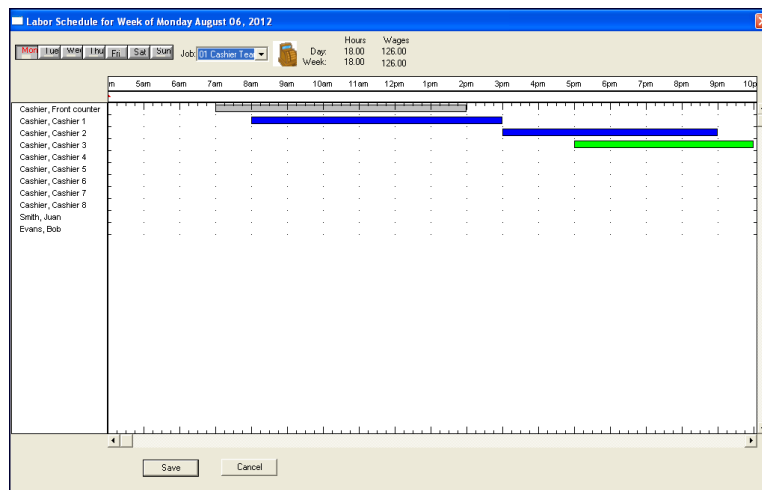 Labor Schedule for Week of Monday August 06, 2012
Hours Wages
Mon Tue Wed Thu Fri Sat Sun Job: 01 Cashier Tea Day: 18.00 126.00
Week: 18.00 126.00
m 5am 6am 7am 8am 9am 10am 11am 12pm 1pm 2pm 3pm 4pm 5pm 6pm 7pm 8pm 9pm 10p
Cashier, Front counter
Cashier, Cashier 1
Cashier, Cashier 2
Cashier, Cashier 3
Cashier, Cashier 4
Cashier, Cashier 5
Cashier, Cashier 6
Cashier, Cashier 7
Cashier, Cashier 8
Smith, Juan
Evans, Bob
Save Cancel